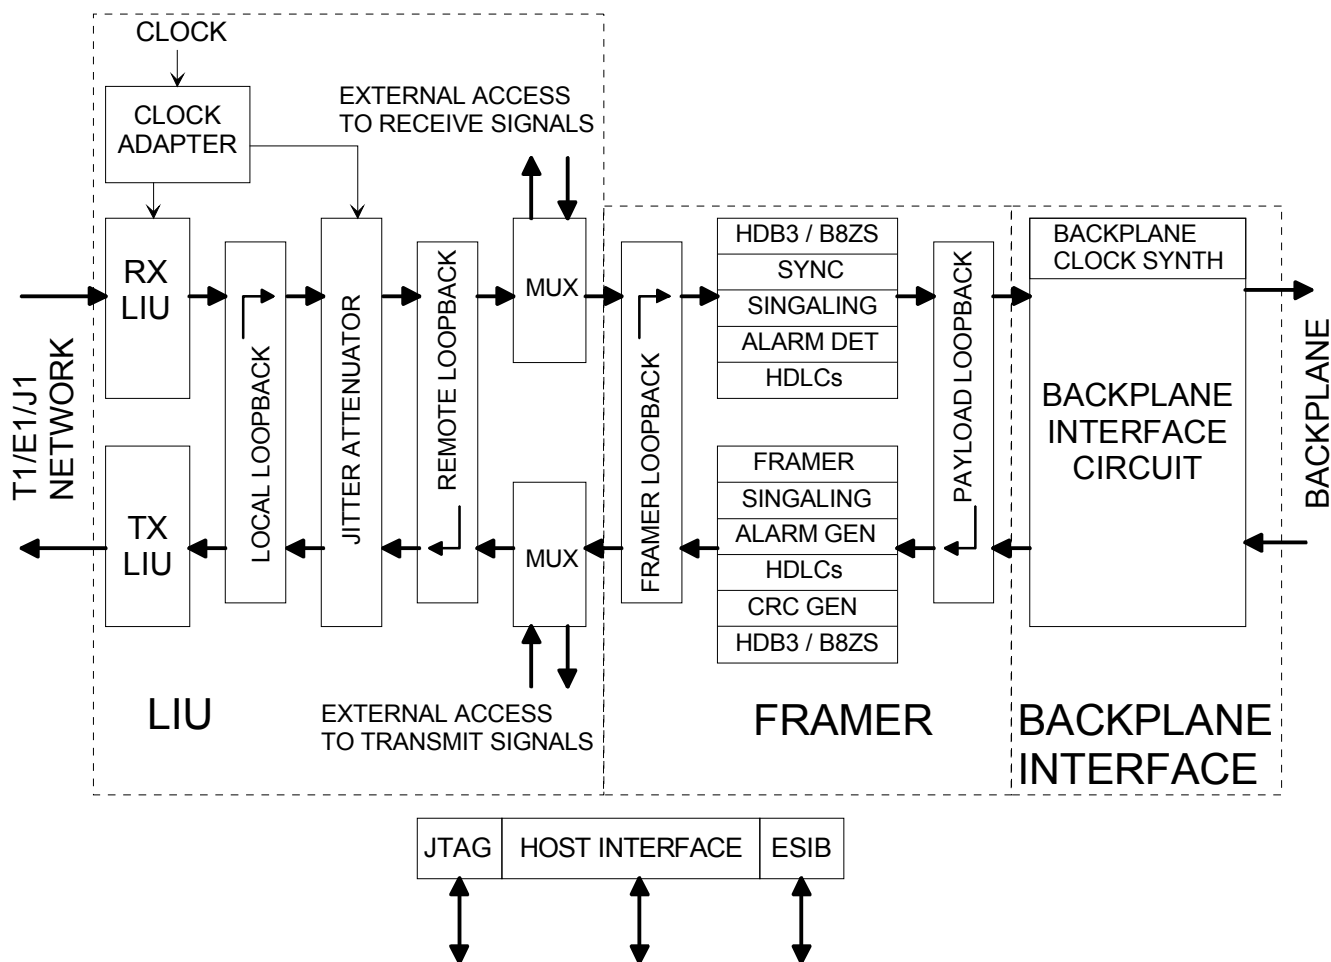 CLOCK
CLOCK
ADAPTER
EXTERNAL ACCESS
TO RECEIVE SIGNALS
T1/E1/J1
NETWORK
RX
LIU
TX
LIU
LOCAL LOOPBACK
JITTER ATTENUATOR
REMOTE LOOPBACK
MUX
MUX
EXTERNAL ACCESS
TO TRANSMIT SIGNALS
LIU
FRAMER LOOPBACK
HDB3 / B8ZS
SYNC
SINGALING
ALARM DET
HDLCs
FRAMER
SINGALING
ALARM GEN
HDLCs
CRC GEN
HDB3 / B8ZS
PAYLOAD LOOPBACK
FRAMER
BACKPLANE
CLOCK SYNTH
BACKPLANE
INTERFACE
CIRCUIT
BACKPLANE
BACKPLANE
INTERFACE
JTAG
HOST INTERFACE
ESIB